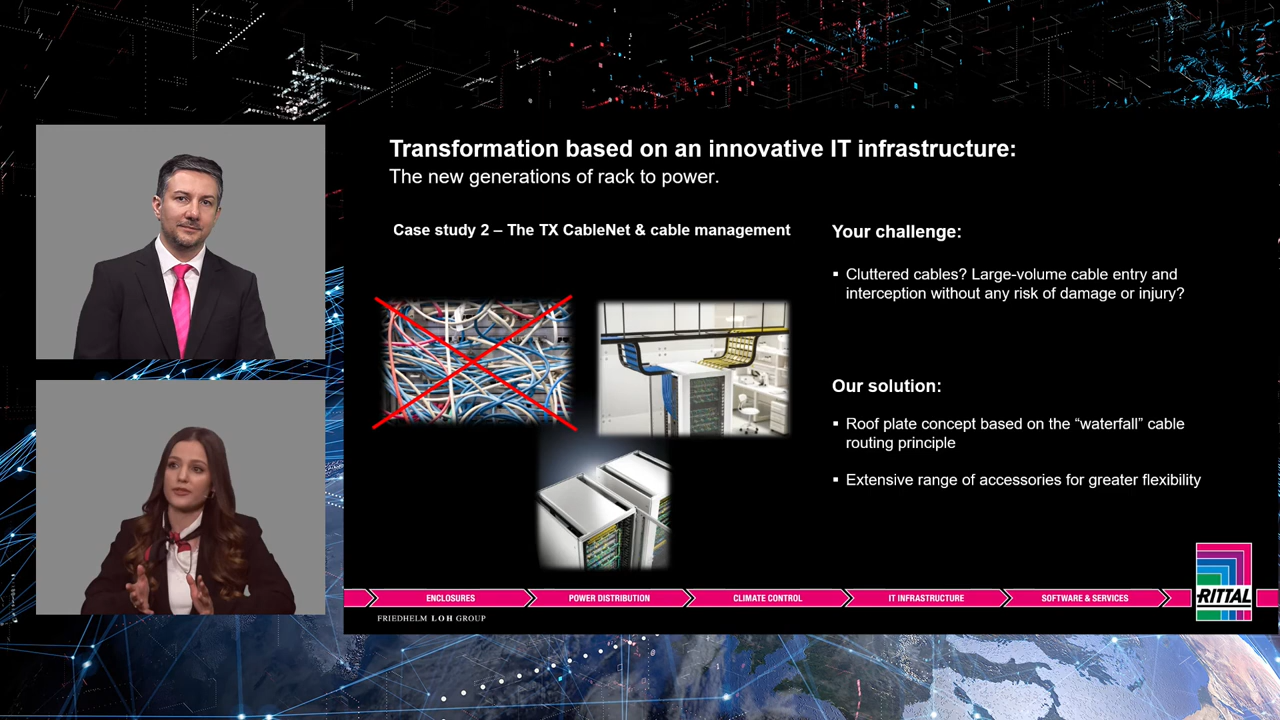 Transformation based on an innovative IT infrastructure:
The new generations of rack to power.
Case study 2 – The TX CableNet & cable management
Your challenge:
▪ Cluttered cables? Large-volume cable entry and
interception without any risk of damage or injury?
Our solution:
▪ Roof plate concept based on the “waterfall” cable
routing principle
▪ Extensive range of accessories for greater flexibility
ENCLOSURES
POWER DISTRIBUTION
CLIMATE CONTROL
IT INFRASTRUCTURE
SOFTWARE & SERVICES
RITTAL
FRIEDHELM LOH GROUP